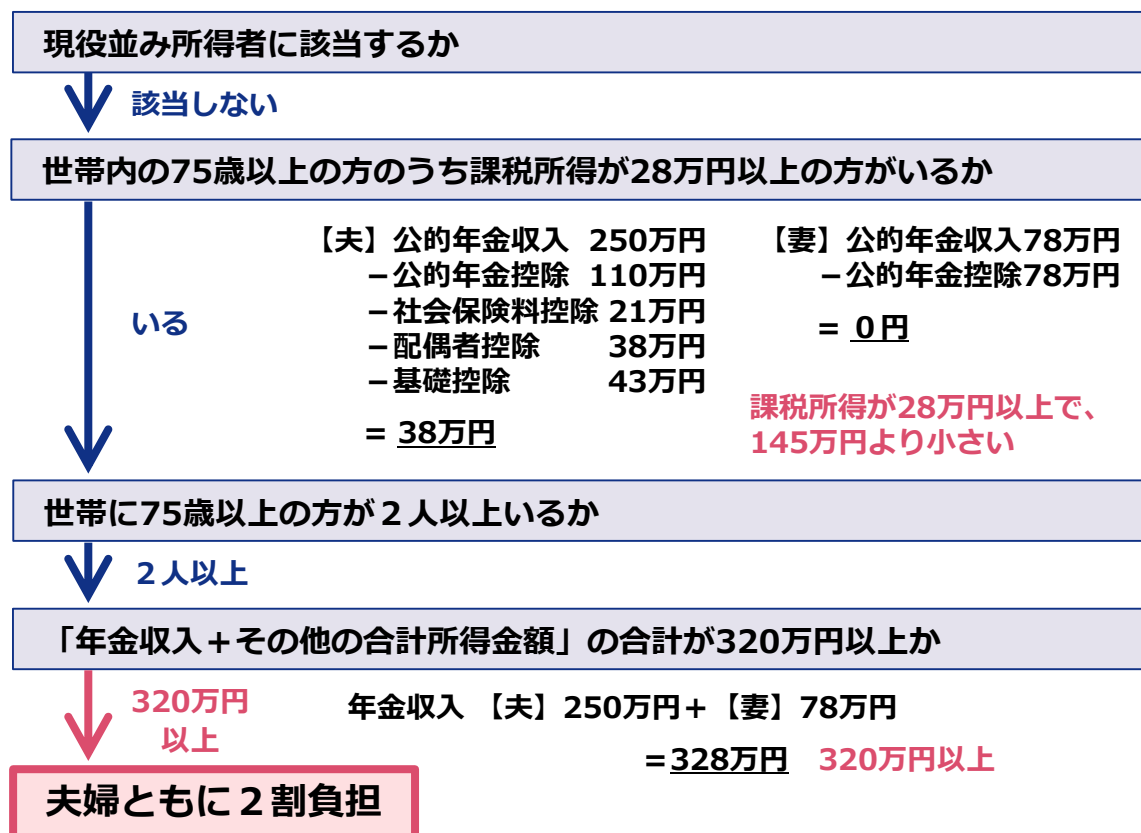 現役並み所得者に該当するか
該当しない
世帯内の75歳以上の方のうち課税所得が28万円以上の方がいるか
いる
【夫】公的年金収入 250万円
－公的年金控除 110万円
－社会保険料控除 21万円
－配偶者控除 38万円
－基礎控除 43万円
= 38万円
【妻】公的年金収入78万円
－公的年金控除78万円
= ０円
課税所得が28万円以上で、
145万円より小さい
世帯に75歳以上の方が２人以上いるか
２人以上
「年金収入＋その他の合計所得金額」の合計が320万円以上か
320万円
以上
年金収入 【夫】250万円＋【妻】78万円
＝328万円 320万円以上
夫婦ともに２割負担